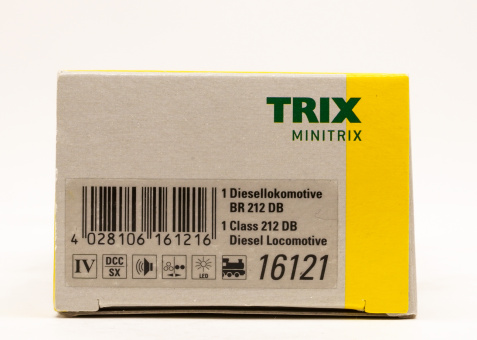 TRIX
MINITRIX
1 Diesellokomotive
BR 212 DB
1 Class 212 DB
Diesel Locomotive
4 028106 161216
IV
DCC
SX
LED
16121